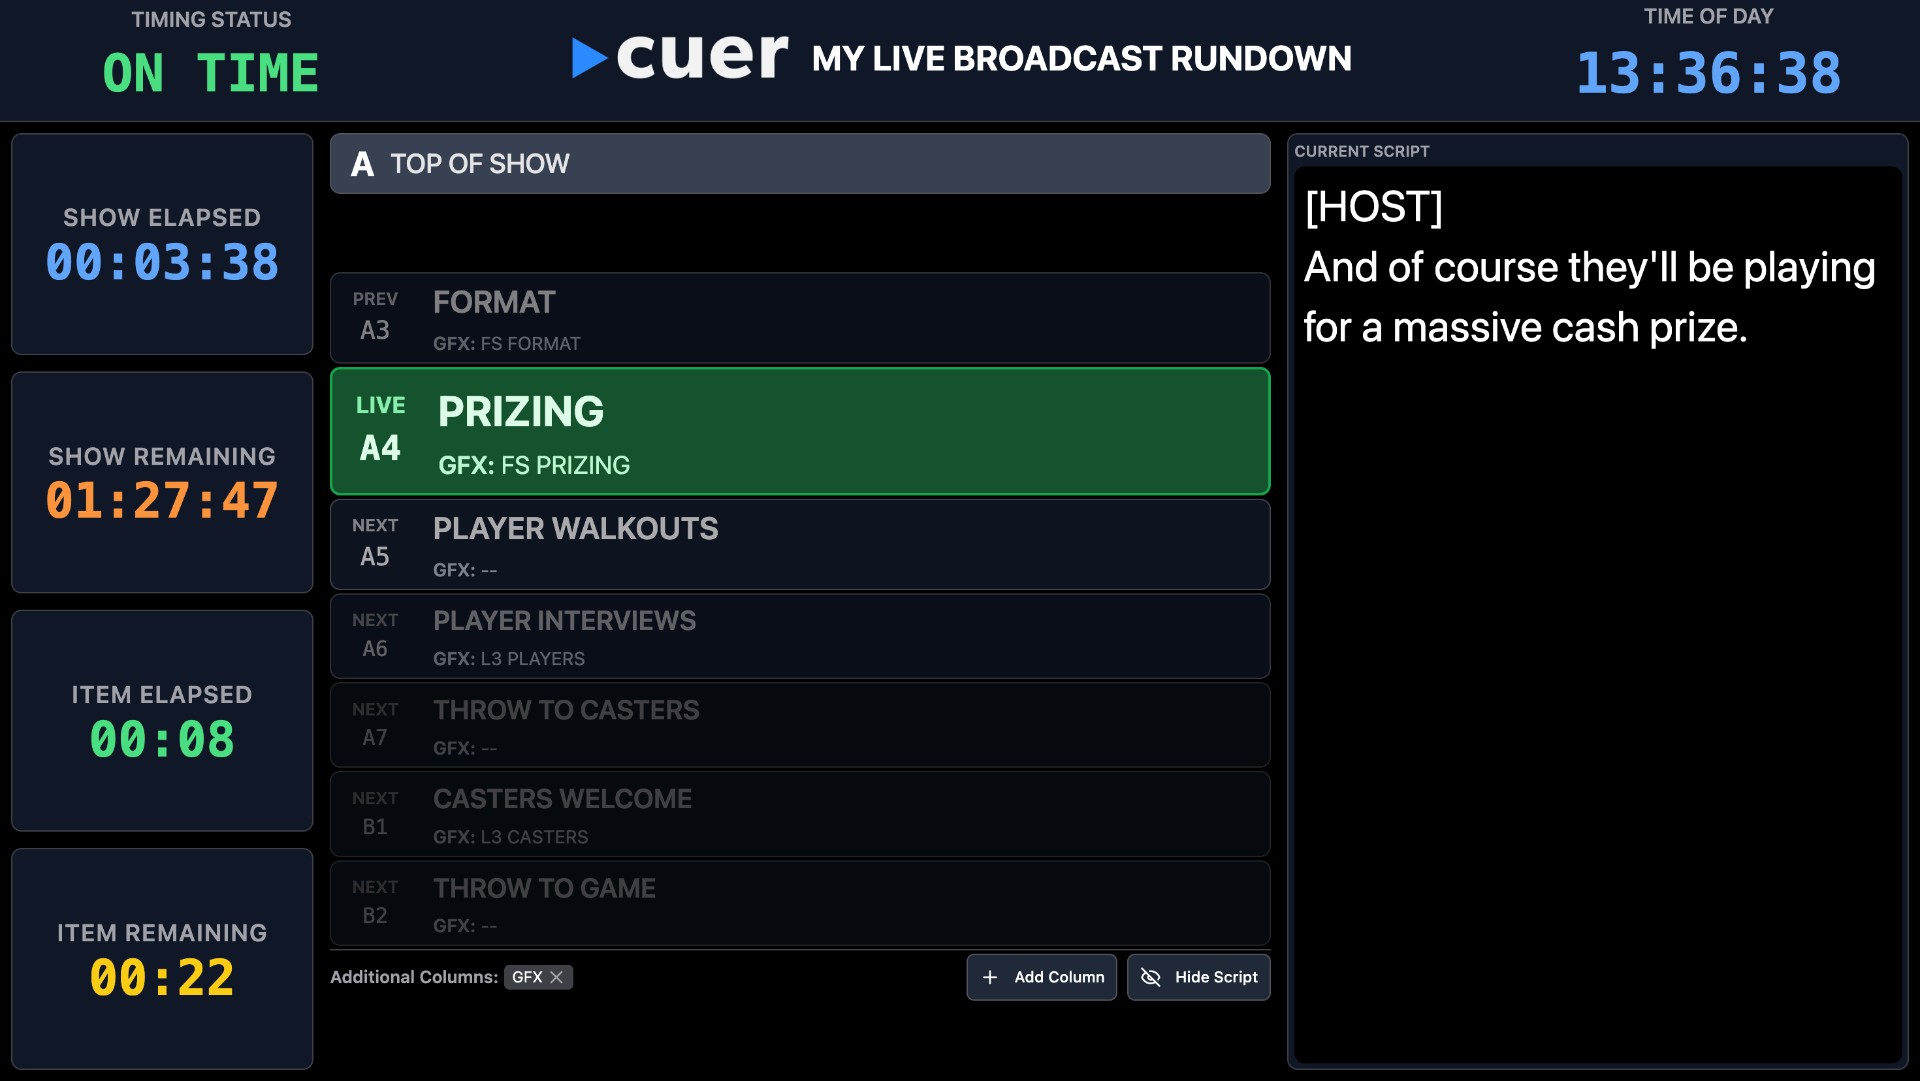 TIMING STATUS
ON TIME
cuer MY LIVE BROADCAST RUNDOWN
TIME OF DAY
13:36:38
SHOW ELAPSED
00:03:38
SHOW REMAINING
01:27:47
ITEM ELAPSED
00:08
ITEM REMAINING
00:22
A TOP OF SHOW
PREV
A3
FORMAT
GFX: FS FORMAT
LIVE
A4
PRIZING
GFX: FS PRIZING
NEXT
A5
PLAYER WALKOUTS
GFX: --
NEXT
A6
PLAYER INTERVIEWS
GFX: L3 PLAYERS
NEXT
A7
THROW TO CASTERS
GFX: --
NEXT
B1
CASTERS WELCOME
GFX: L3 CASTERS
NEXT
B2
THROW TO GAME
GFX: --
Additional Columns: GFX
Add Column
Hide Script
CURRENT SCRIPT
[HOST]
And of course they'll be playing
for a massive cash prize.